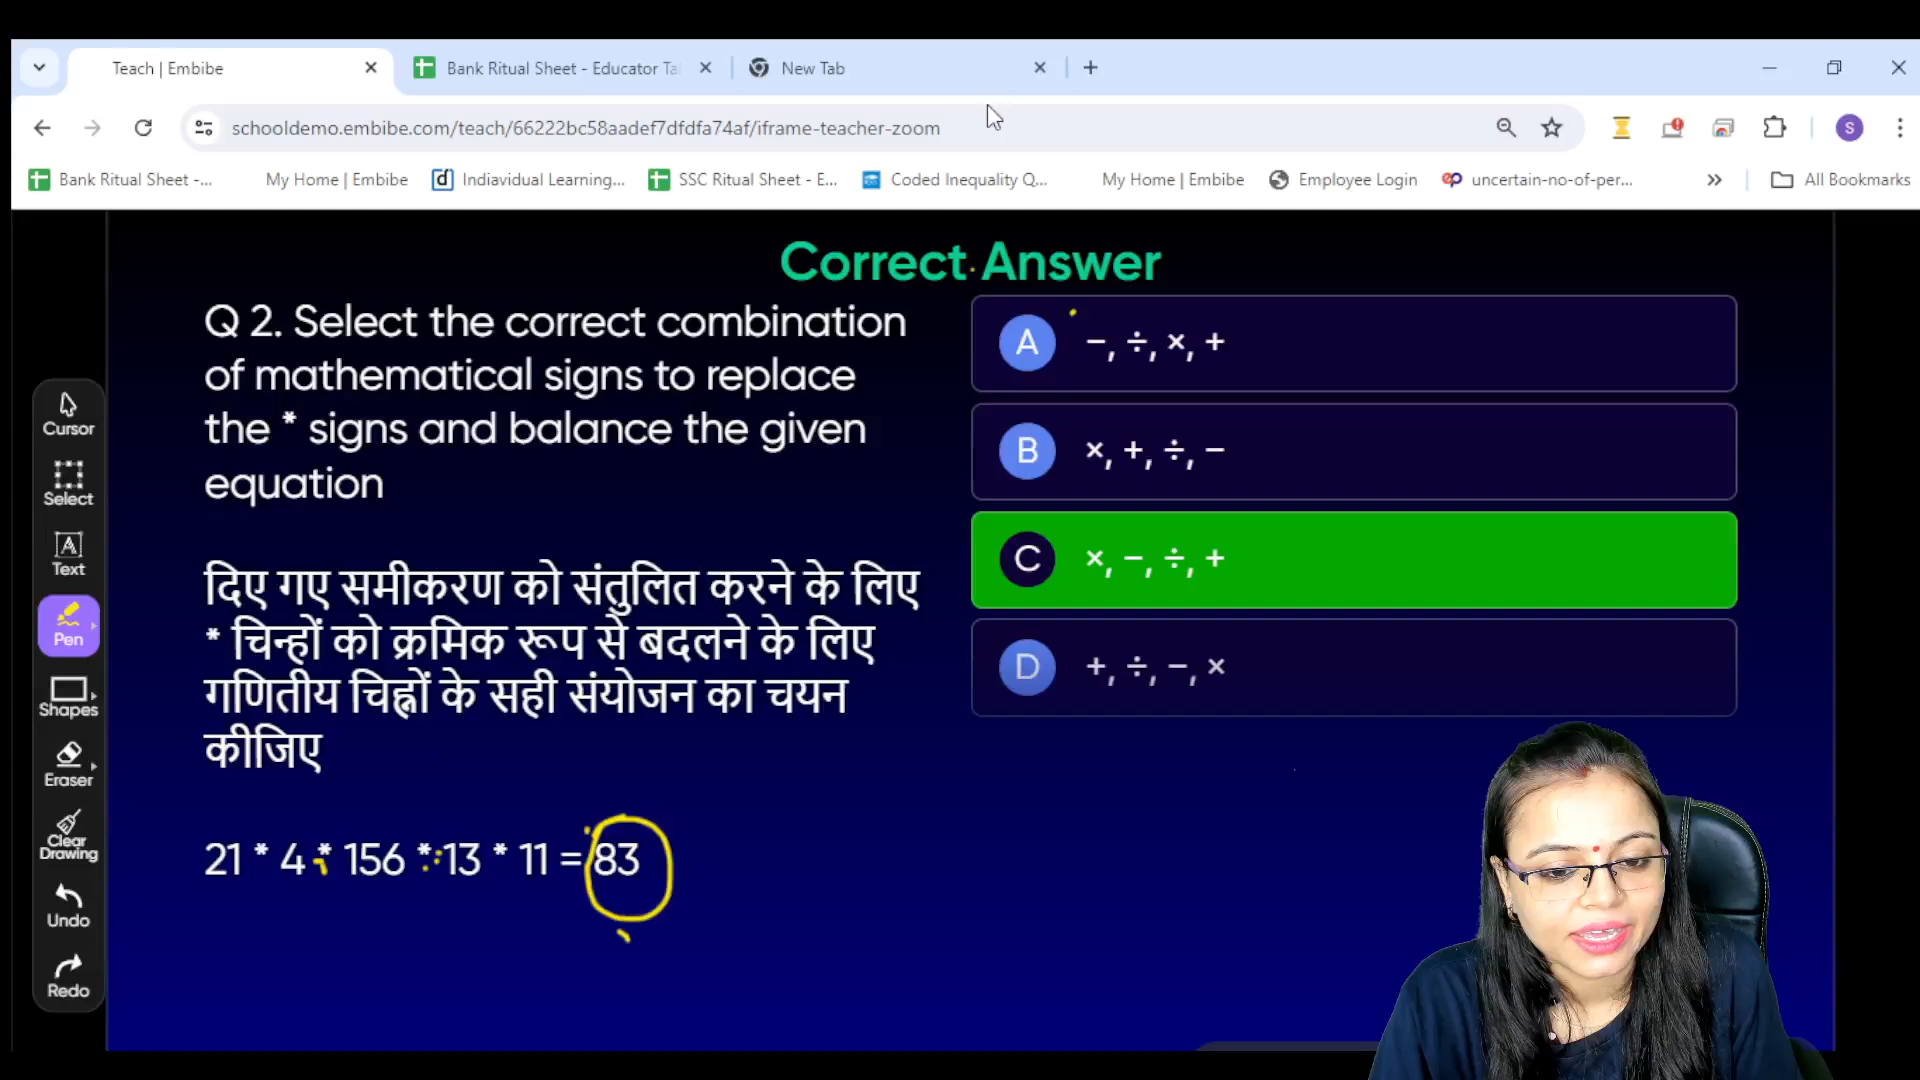 Teach | Embibe
Bank Ritual Sheet - Educator Ta
New Tab
schooldemo.embibe.com/teach/66222bc58aadef7dfdfa74af/iframe-teacher-zoom
S
Bank Ritual Sheet -...
My Home | Embibe
Indiavidual Learning...
SSC Ritual Sheet - E...
Coded Inequality Q...
My Home | Embibe
Employee Login
uncertain-no-of-per...
All Bookmarks
Correct Answer
Q 2. Select the correct combination
of mathematical signs to replace
the * signs and balance the given
equation
दिए गए समीकरण को संतुलित करने के लिए
* चिन्हों को क्रमिक रूप से बदलने के लिए
गणितीय चिह्नों के सही संयोजन का चयन
कीजिए
21 * 4 * 156 * 13 * 11 = 83
A −, ÷, ×, +
B ×, +, ÷, −
C ×, −, ÷, +
D +, ÷, −, ×
Cursor
Select
Text
Pen
Shapes
Eraser
Clear
Drawing
Undo
Redo